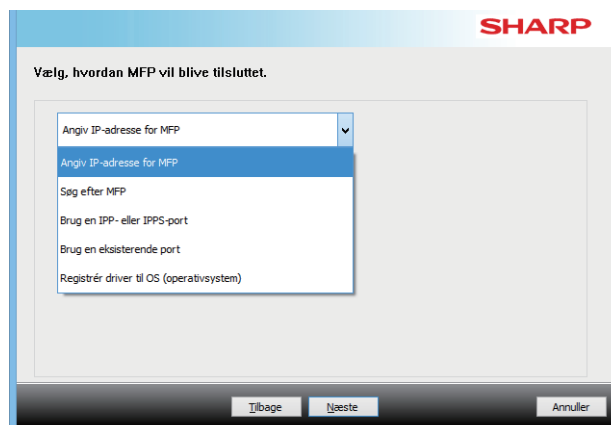 SHARP
Vælg, hvordan MFP vil blive tilsluttet.
Angiv IP-adresse for MFP
Angiv IP-adresse for MFP
Søg efter MFP
Brug en IPP- eller IPPS-port
Brug en eksisterende port
Registrér driver til OS (operativsystem)
Tilbage Næste Annuller